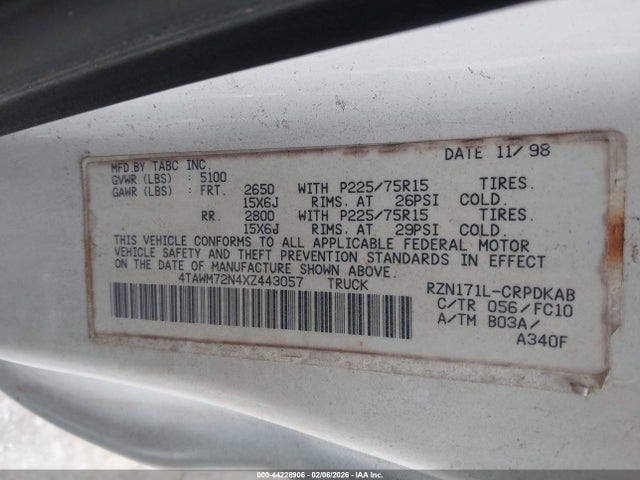 DATE 11/98
MFD.BY TABC INC.
GVWR (LBS) : 5100
GAWR (LBS) : FRT. 2650 WITH P225/75R15 TIRES.
15X6J RIMS. AT 26PSI COLD.
RR. 2800 WITH P225/75R15 TIRES.
15X6J RIMS. AT 29PSI COLD.
THIS VEHICLE CONFORMS TO ALL APPLICABLE FEDERAL MOTOR
VEHICLE SAFETY AND THEFT PREVENTION STANDARDS IN EFFECT
ON THE DATE OF MANUFACTURE SHOWN ABOVE.
4TAWM72N4XZ443057 TRUCK RZN171L-CRPDKAB
C/TR 056/FC10
A/TM B03A/
A340F
000-44228906 - 02/06/2026 - IAA Inc.